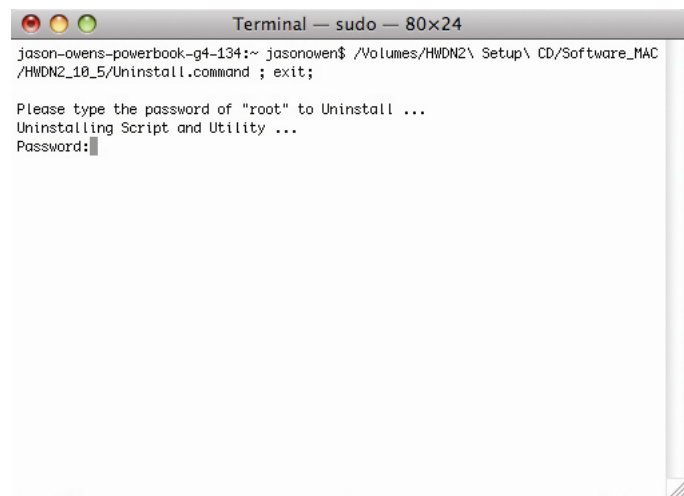 Terminal — sudo — 80×24
jason-owens-powerbook-g4-134:~ jasonowen$ /Volumes/HWDN2\ Setup\ CD/Software_MAC
/HWDN2_10_5/Uninstall.command ; exit;
Please type the password of "root" to Uninstall ...
Uninstalling Script and Utility ...
Password: